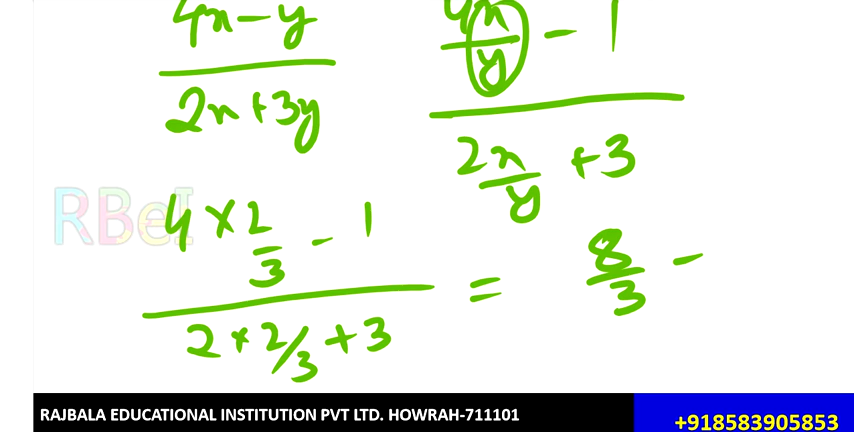 4x - y / 2x + 3y
4x/y - 1 / 2x/y + 3
RBeI
4 × 2/3 - 1 / 2 × 2/3 + 3 = 8/3 -
RAJBALA EDUCATIONAL INSTITUTION PVT LTD. HOWRAH-711101
+918583905853